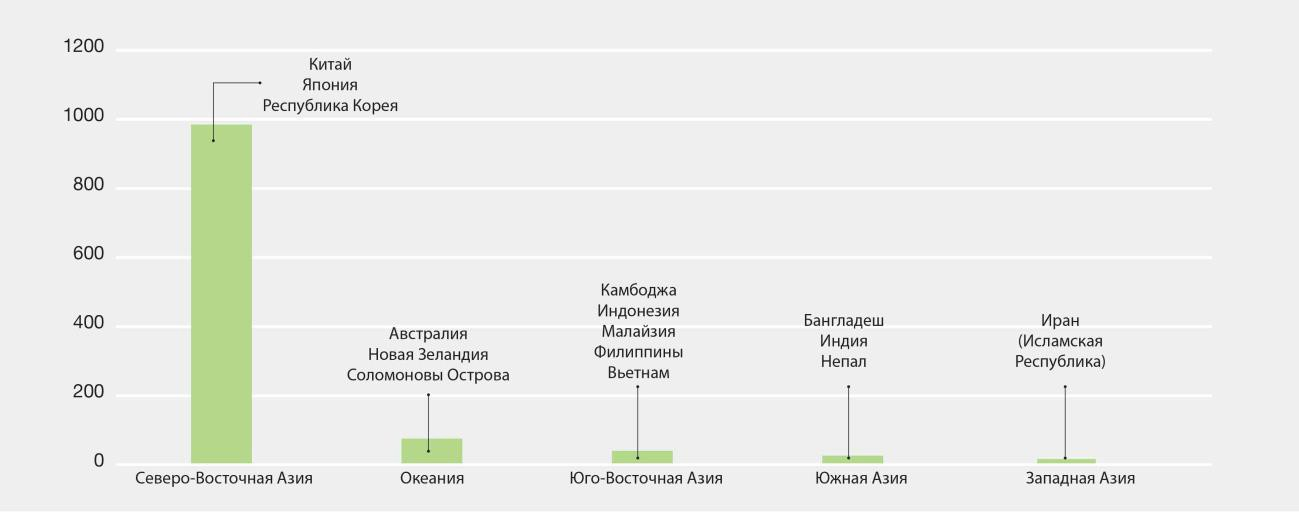 1200
1000
800
600
400
200
0
Китай
Япония
Республика Корея
Австралия
Новая Зеландия
Соломоновы Острова
Камбоджа
Индонезия
Малайзия
Филиппины
Вьетнам
Бангладеш
Индия
Непал
Иран
(Исламская
Республика)
Северо-Восточная Азия
Океания
Юго-Восточная Азия
Южная Азия
Западная Азия